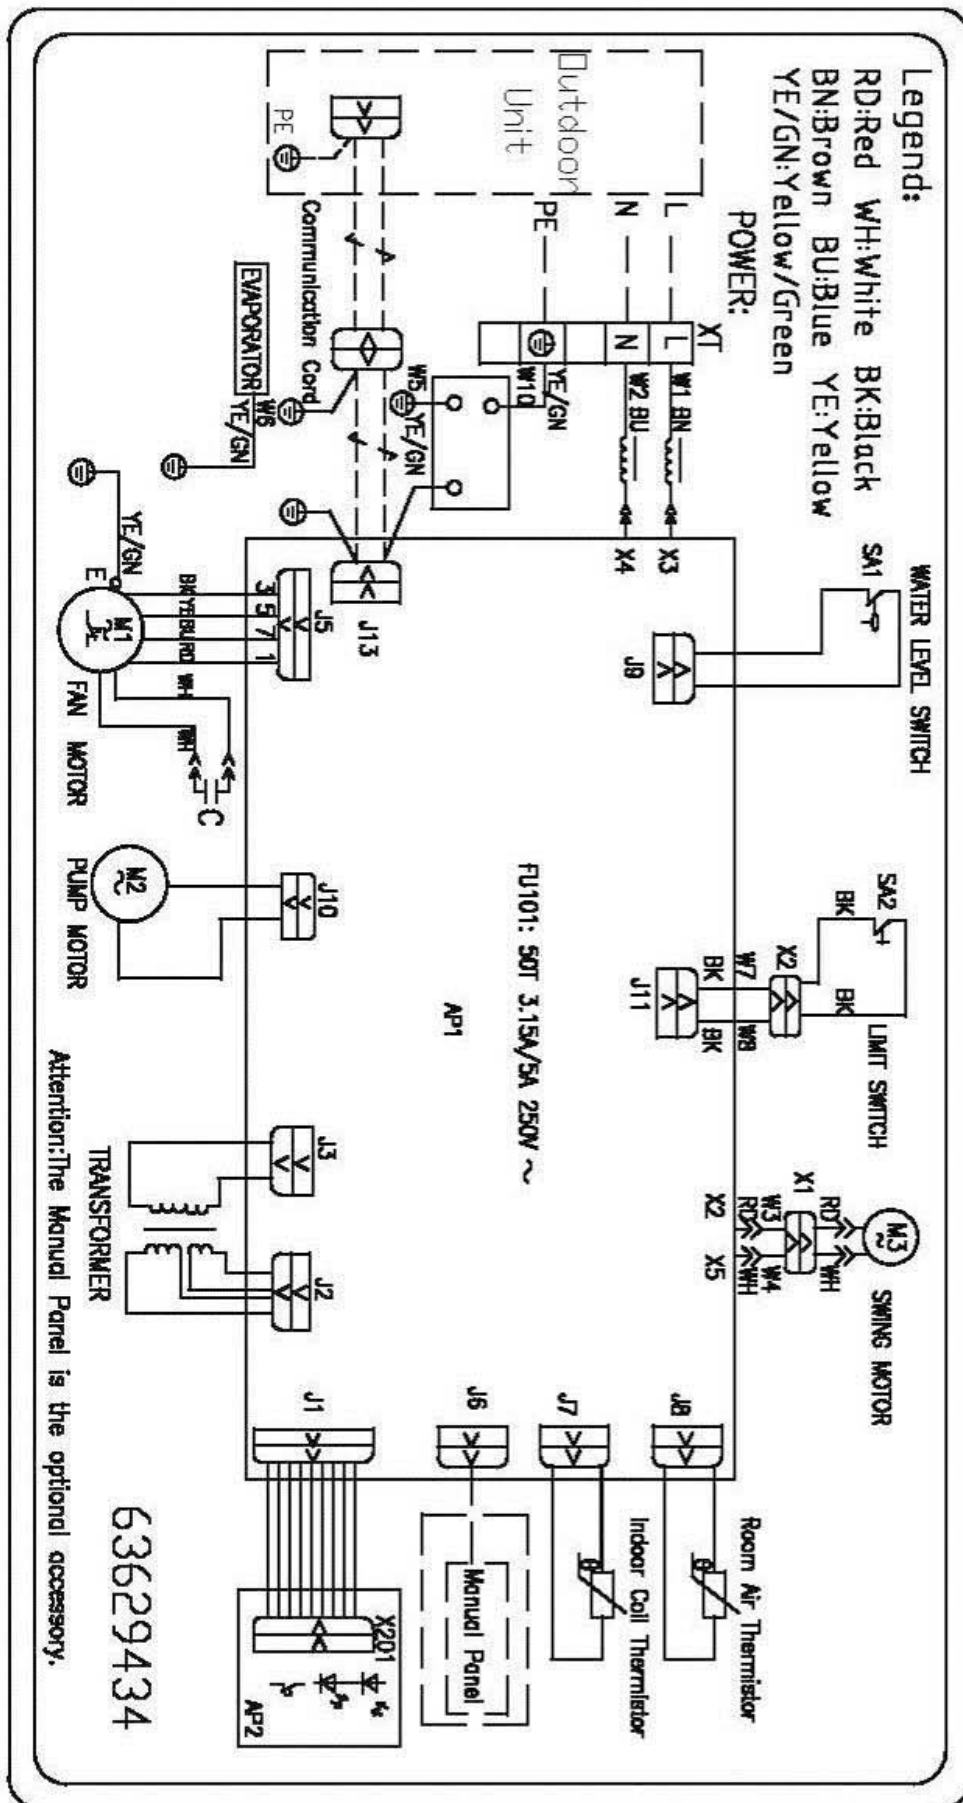 Legend:
RD:Red WH:White BK:Black
BN:Brown BU:Blue YE:Yellow
YE/GN:Yellow/Green
POWER:
Outdoor
Unit
L
N
PE
PE
XT
L
N
W1 BN
W2 BU
YE/GN
W10
X3
X4
W5
YE/GN
Communication Cord
EVAPORATOR
W6
YE/GN
WATER LEVEL SWITCH
SA1
J9
LIMIT SWITCH
SA2
BK
BK
X2
W7
W8
BK
BK
J11
SWING MOTOR
M3
~
X1
RD
WH
W3
W4
RD
WH
X2
X5
Room Air Thermistor
θ
J8
Indoor Coil Thermistor
θ
J7
Manual Panel
J6
FU101: 50T 3.15A/5A 250V ~
AP1
J13
J5
3 5 7 1
BK YE BU RD
WH
WH
YE/GN
E
M1
FAN MOTOR
C
J10
M2
~
PUMP MOTOR
J3
J2
TRANSFORMER
J1
X201
AP2
63629434
Attention:The Manual Panel is the optional accessory.